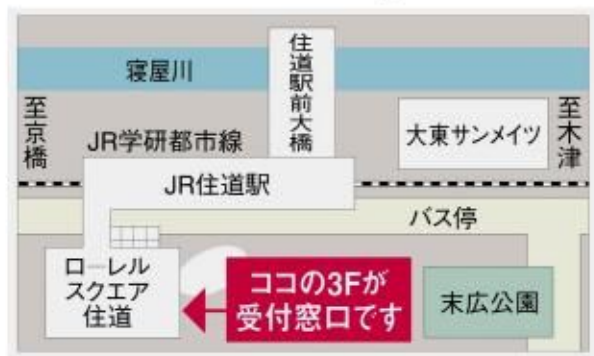 寝屋川
住道駅前大橋
至京橋
JR学研都市線
大東サンメイツ
至木津
JR住道駅
バス停
ローレル
スクエア
住道
ココの3Fが
受付窓口です
末広公園